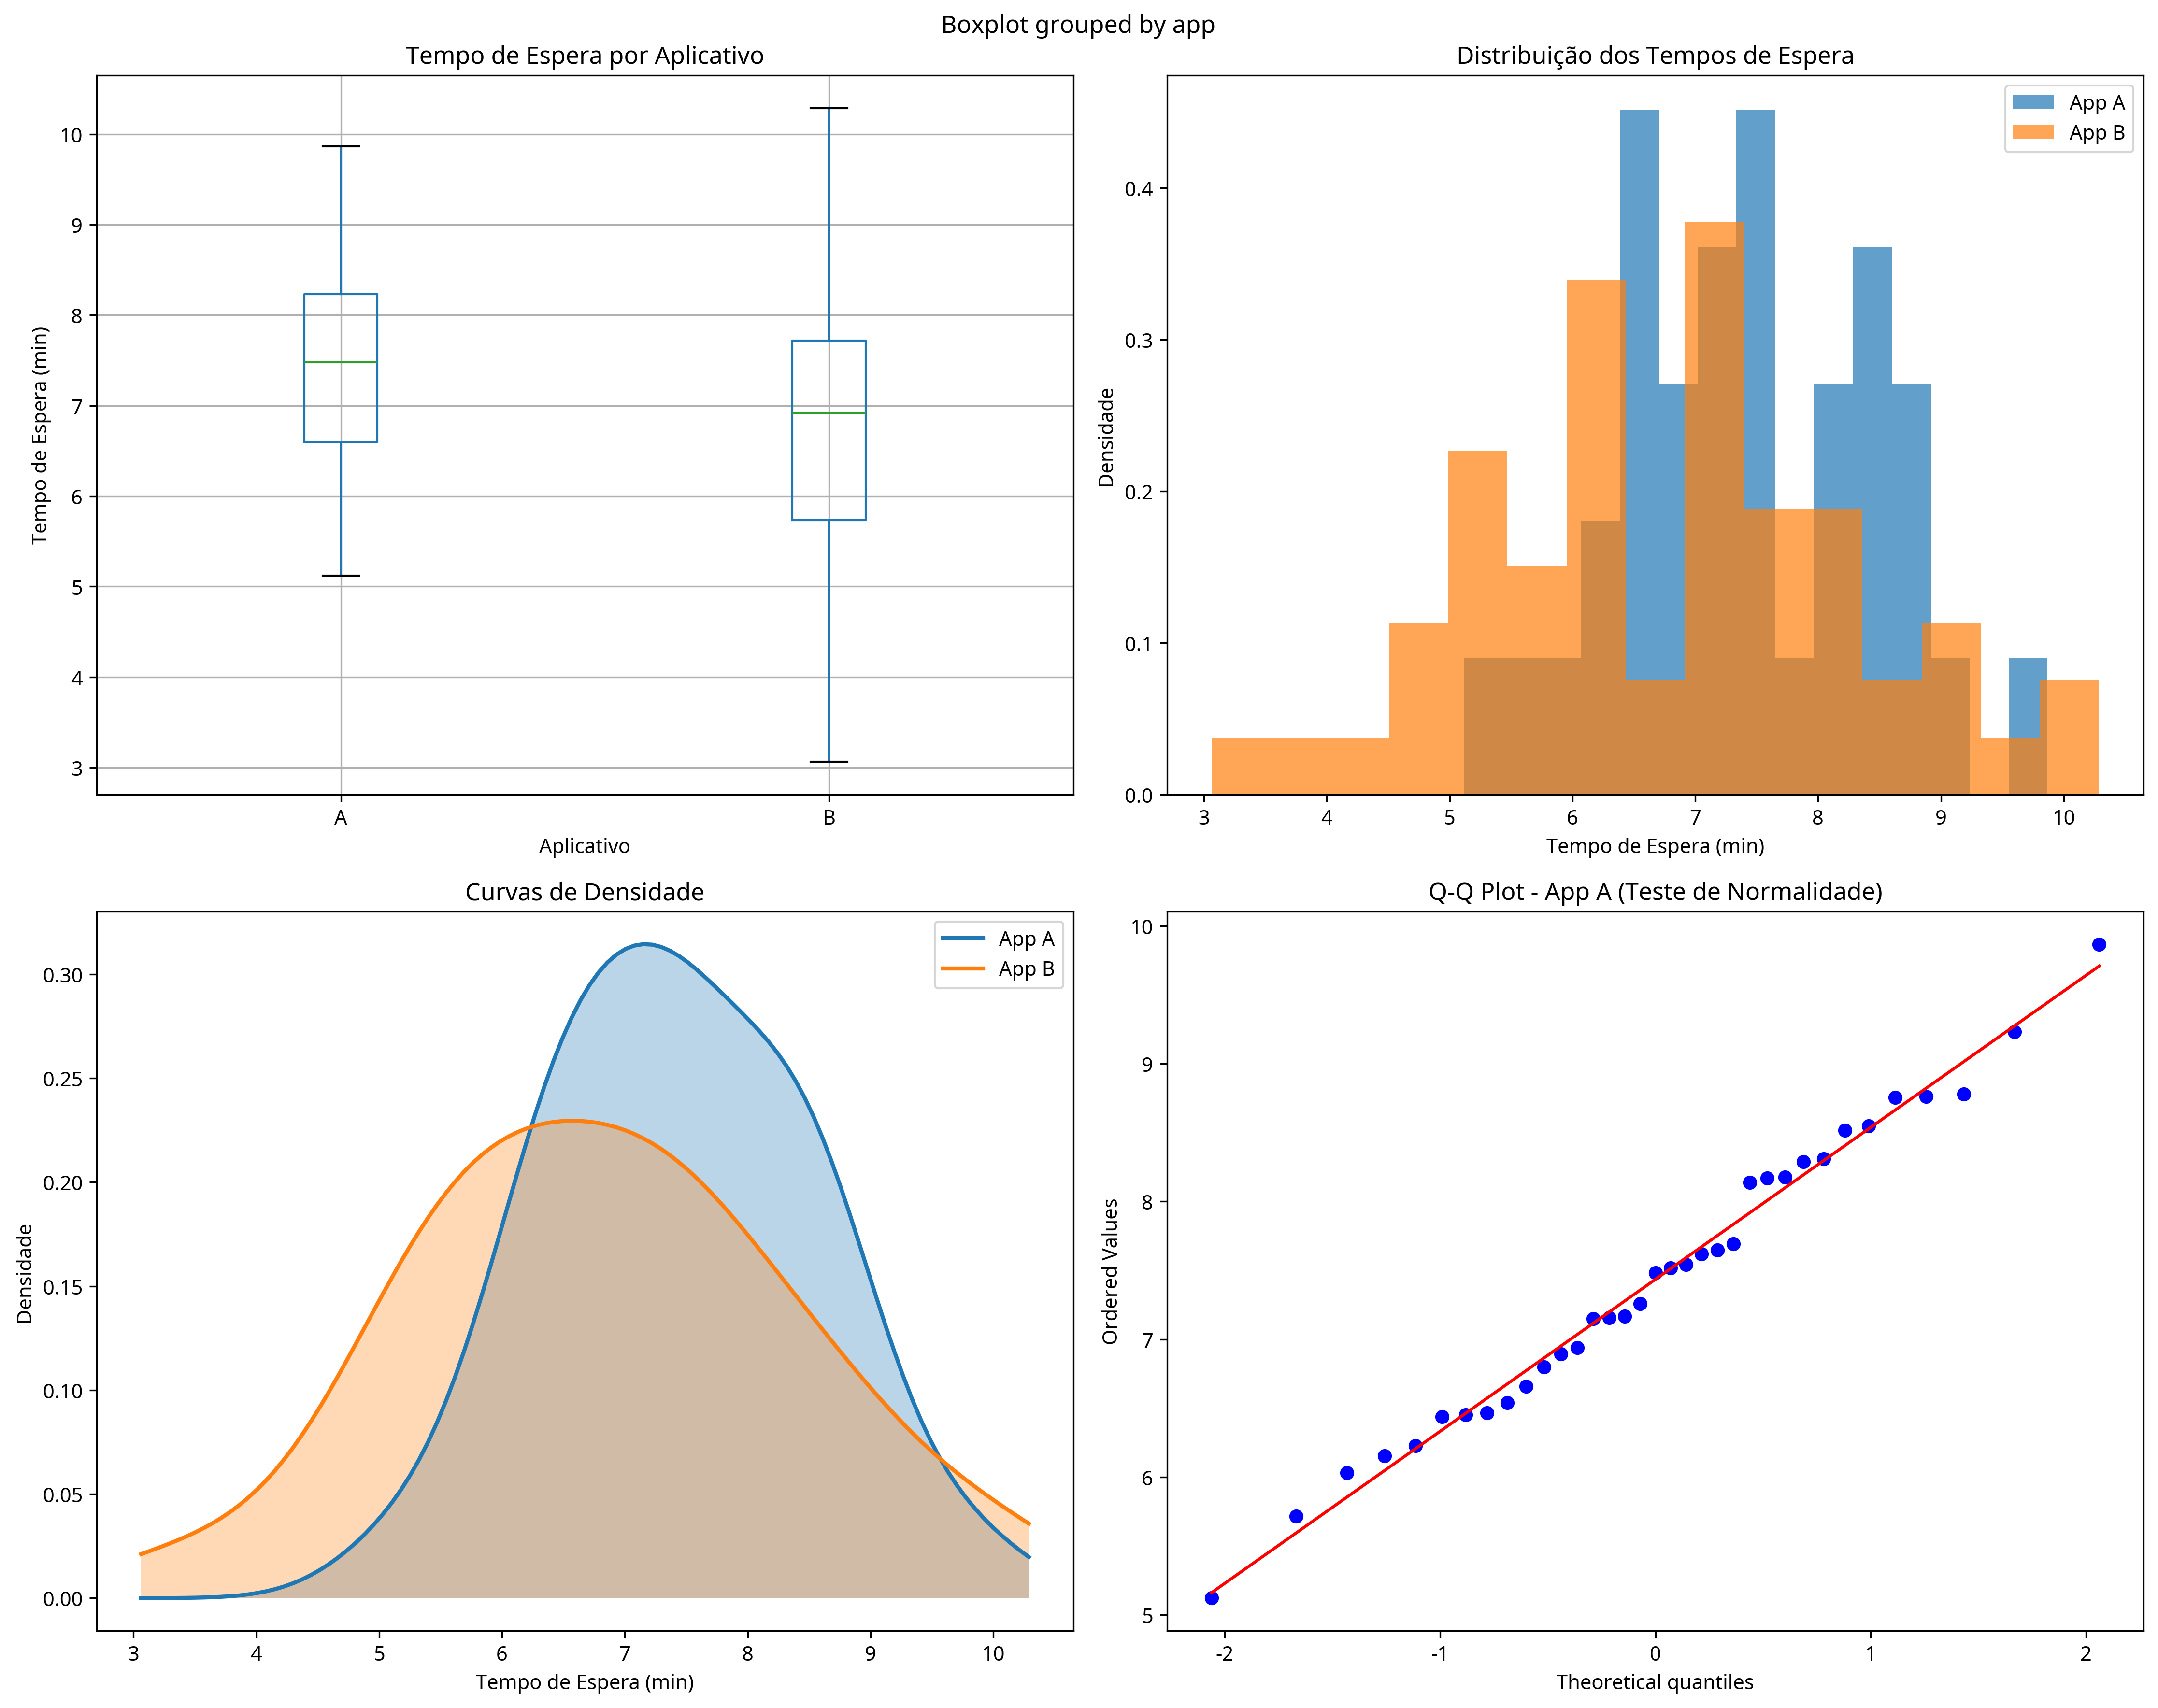 Boxplot grouped by app
Tempo de Espera por Aplicativo
10
9
8
7
6
5
4
3
Tempo de Espera (min)
A
B
Aplicativo
Distribuição dos Tempos de Espera
App A
App B
0.4
0.3
0.2
0.1
0.0
Densidade
3
4
5
6
7
8
9
10
Tempo de Espera (min)
Curvas de Densidade
App A
App B
0.30
0.25
0.20
0.15
0.10
0.05
0.00
Densidade
3
4
5
6
7
8
9
10
Tempo de Espera (min)
Q-Q Plot - App A (Teste de Normalidade)
10
9
8
7
6
5
Ordered Values
-2
-1
0
1
2
Theoretical quantiles